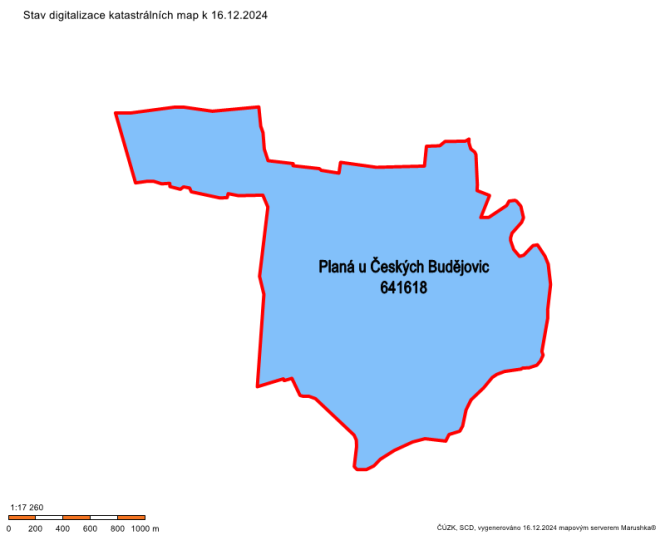 Stav digitalizace katastrálních map k 16.12.2024
Planá u Českých Budějovic
641618
1:17 260
0 200 400 600 800 1000 m
ČÚZK, SCD, vygenerováno 16.12.2024 mapovým serverem Marushka®